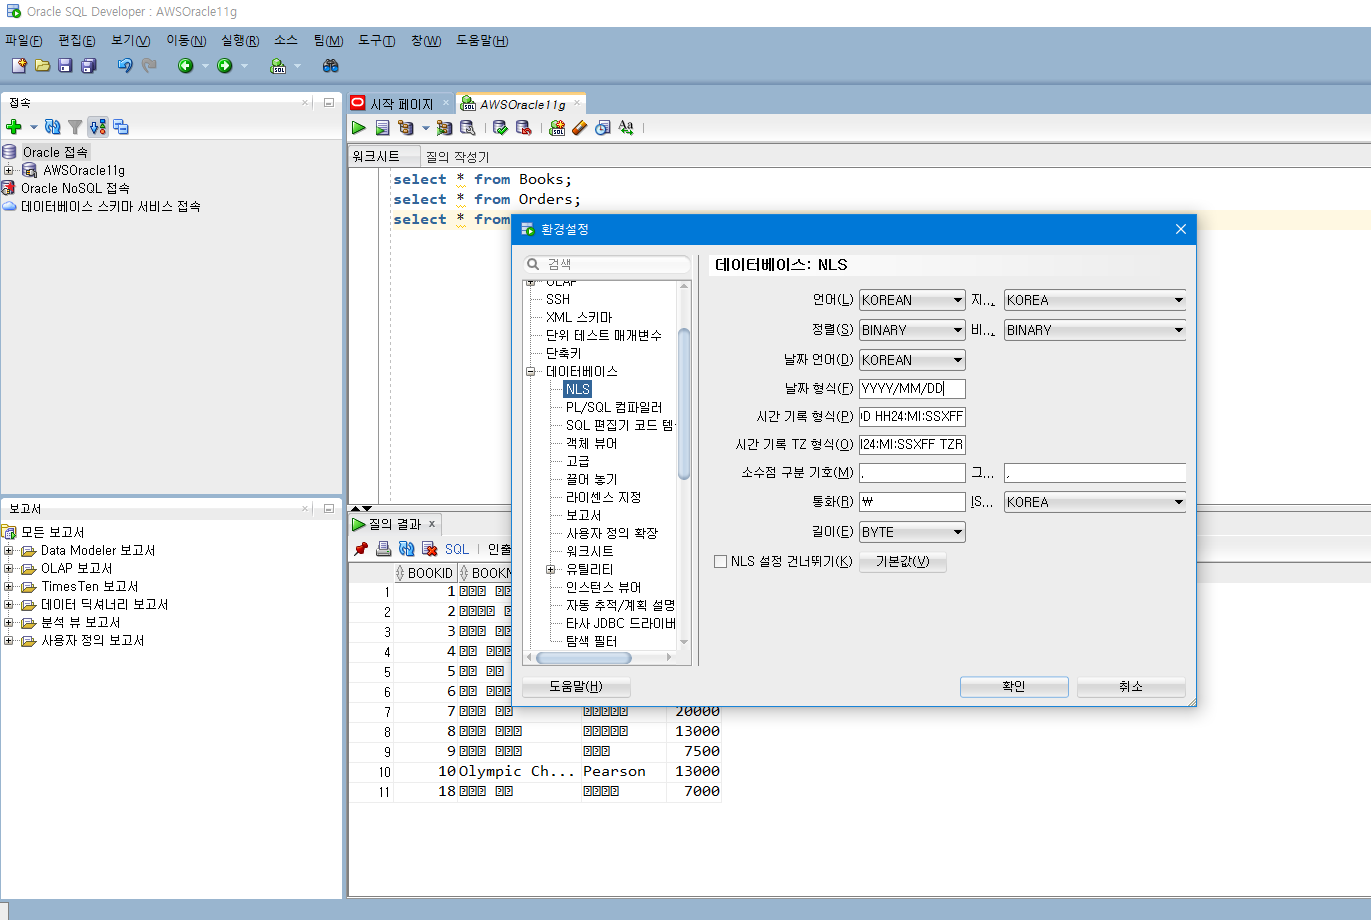 Oracle SQL Developer : AWSOracle11g
파일(F) 편집(E) 보기(V) 이동(N) 실행(R) 소스 팀(M) 도구(T) 창(W) 도움말(H)
접속
Oracle 접속
AWSOracle11g
Oracle NoSQL 접속
데이터베이스 스키마 서비스 접속
보고서
모든 보고서
Data Modeler 보고서
OLAP 보고서
TimesTen 보고서
데이터 딕셔너리 보고서
분석 뷰 보고서
사용자 정의 보고서
시작 페이지 AWSOracle11g
워크시트 질의 작성기
select * from Books;
select * from Orders;
select * from
질의 결과
SQL 인출
BOOKID BOOKN
1 1
2 2
3 3
4 4
5 5
6 6
7 7 20000
8 8 13000
9 9 7500
10 10 Olympic Ch... Pearson 13000
11 18 7000
환경설정
검색
OLAP
SSH
XML 스키마
단위 테스트 매개변수
단축키
데이터베이스
NLS
PL/SQL 컴파일러
SQL 편집기 코드 템
객체 뷰어
고급
끌어 놓기
라이센스 지정
보고서
사용자 정의 확장
워크시트
유틸리티
인스턴스 뷰어
자동 추적/계획 설명
타사 JDBC 드라이버
탐색 필터
데이터베이스: NLS
언어(L) KOREAN 지... KOREA
정렬(S) BINARY 비... BINARY
날짜 언어(D) KOREAN
날짜 형식(F) YYYY/MM/DD
시간 기록 형식(P) D HH24:MI:SSXFF
시간 기록 TZ 형식(O) I24:MI:SSXFF TZR
소수점 구분 기호(M) . 그... ,
통화(R) ₩ IS... KOREA
길이(E) BYTE
NLS 설정 건너뛰기(K) 기본값(V)
도움말(H) 확인 취소